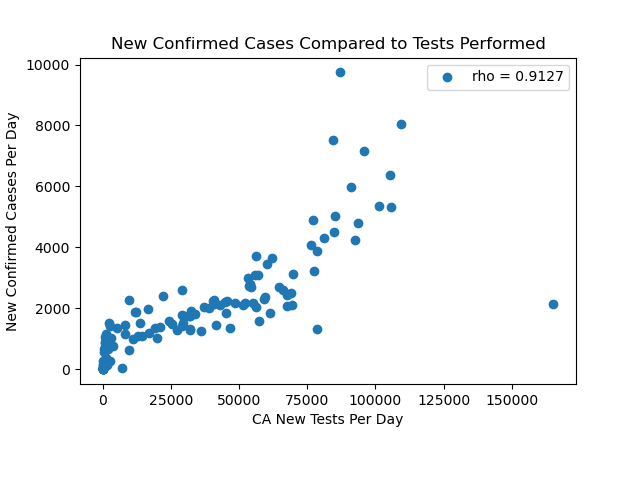 New Confirmed Cases Compared to Tests Performed
rho = 0.9127
10000
8000
6000
4000
2000
0
New Confirmed Caeses Per Day
0 25000 50000 75000 100000 125000 150000
CA New Tests Per Day